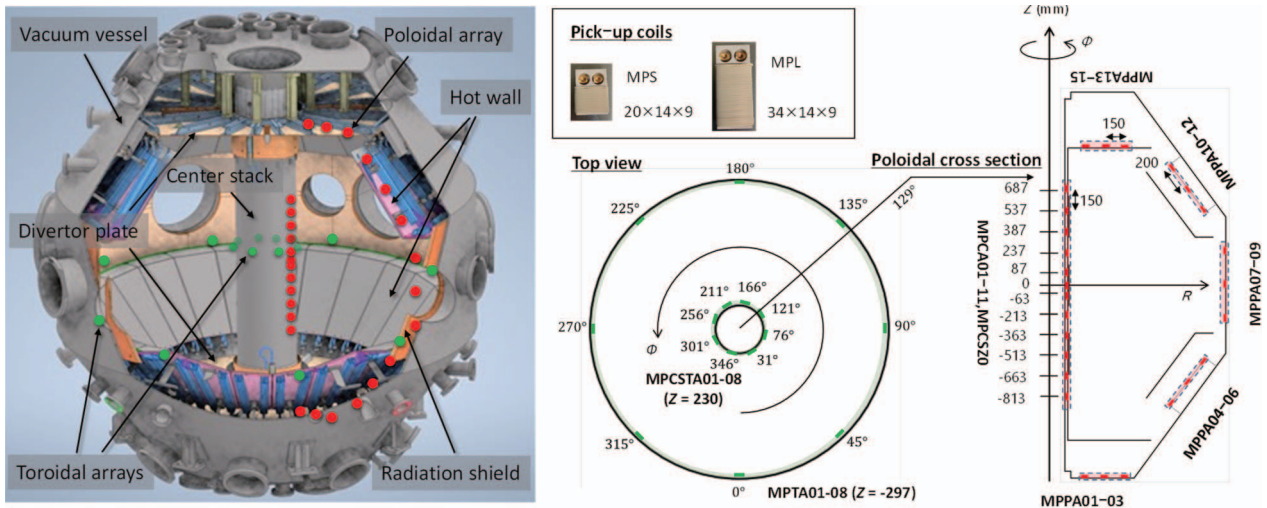 Vacuum vessel
Poloidal array
Hot wall
Center stack
Divertor plate
Toroidal arrays
Radiation shield
Pick-up coils
MPS
20×14×9
MPL
34×14×9
Top view
180°
225°
135°
129°
270°
90°
211°
166°
256°
121°
301°
76°
346°
31°
Φ
MPCSTA01-08
(Z = 230)
315°
45°
0°
MPTA01-08 (Z = -297)
Poloidal cross section
Z (mm)
Φ
MPPA13-15
MPPA10-12
150
200
150
687
537
387
237
87
0
-63
-213
-363
-513
-663
-813
MPCA01-11,MPCSZ0
R
MPPA07-09
MPPA04-06
MPPA01-03